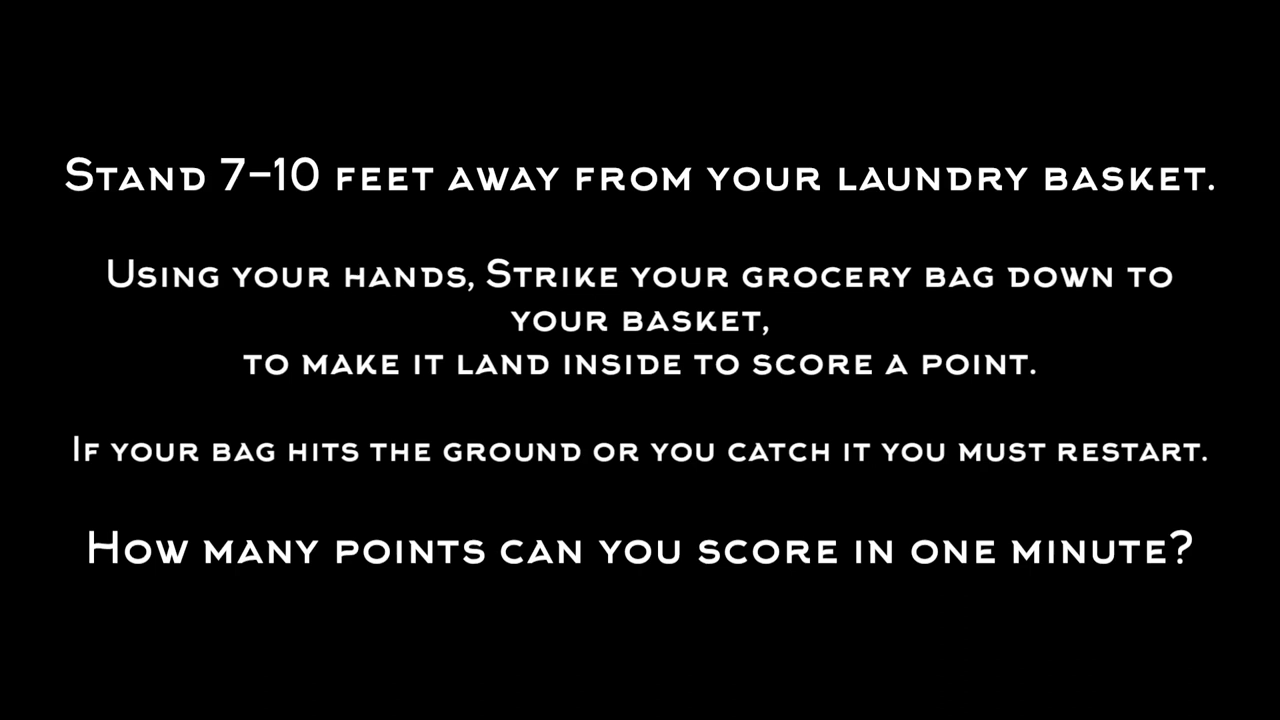 Stand 7-10 feet away from your laundry basket.
Using your hands, Strike your grocery bag down to
your basket,
to make it land inside to score a point.
If your bag hits the ground or you catch it you must restart.
How many points can you score in one minute?